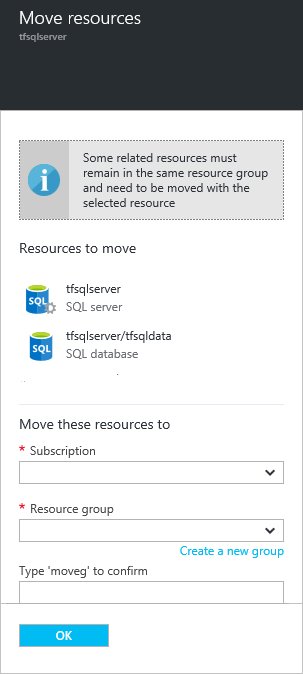 Move resources
tfsqlserver
Some related resources must
remain in the same resource group
and need to be moved with the
selected resource
Resources to move
SQL
tfsqlserver
SQL server
SQL
tfsqlserver/tfsqldata
SQL database
Move these resources to
* Subscription
* Resource group
Create a new group
Type 'moveg' to confirm
OK